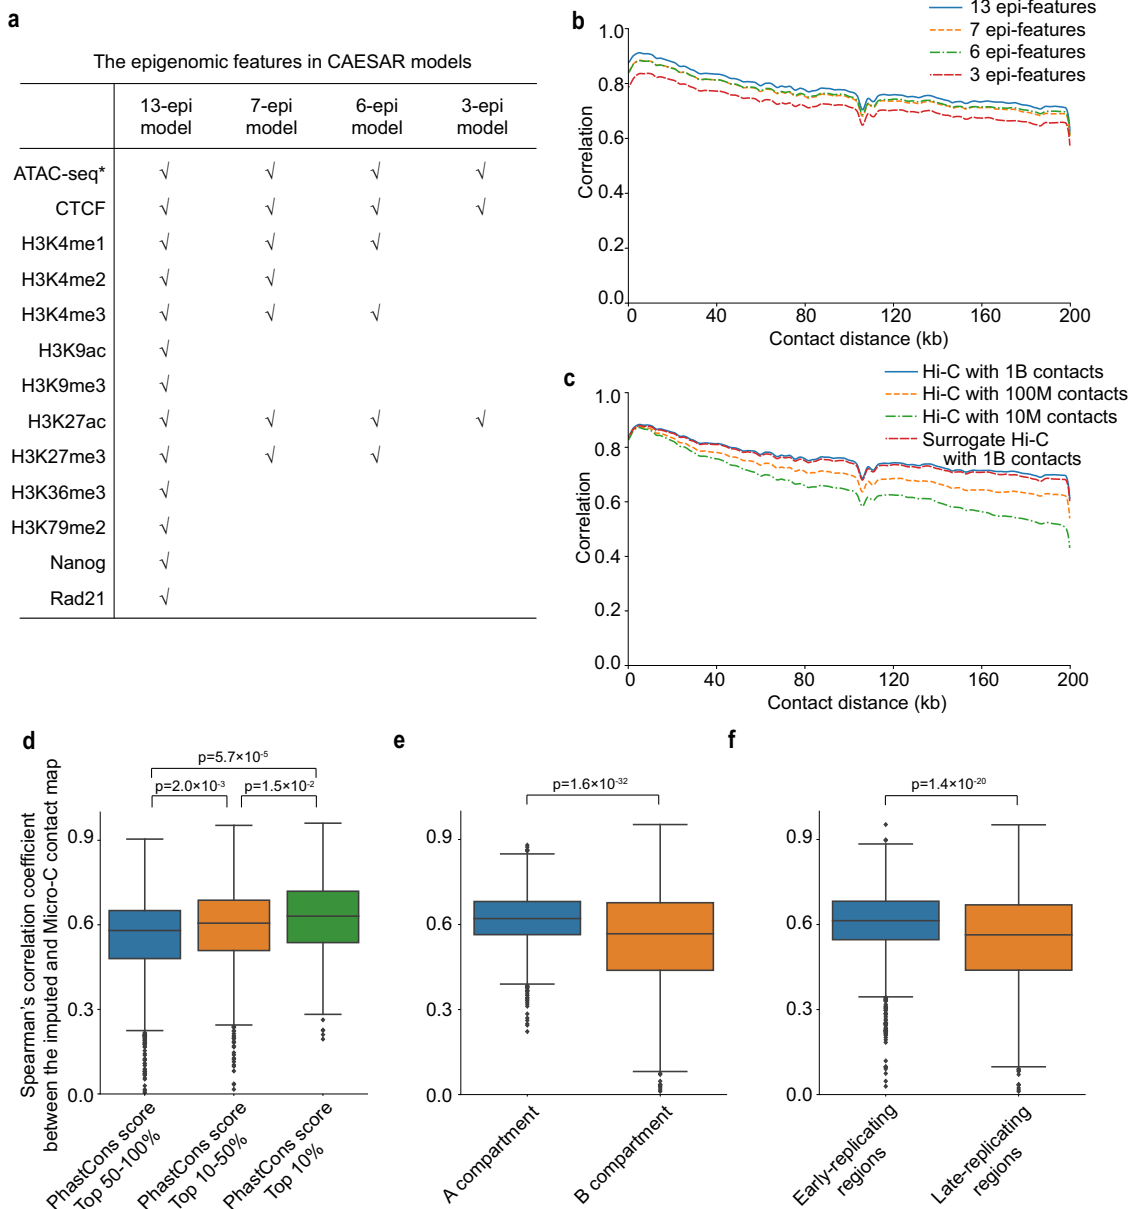 a
The epigenomic features in CAESAR models
13-epi model
7-epi model
6-epi model
3-epi model
ATAC-seq* √ √ √ √
CTCF √ √ √ √
H3K4me1 √ √ √
H3K4me2 √ √
H3K4me3 √ √ √
H3K9ac √
H3K9me3 √
H3K27ac √ √ √ √
H3K27me3 √ √ √
H3K36me3 √
H3K79me2 √
Nanog √
Rad21 √
b
13 epi-features
7 epi-features
6 epi-features
3 epi-features
Correlation
1.0
0.8
0.6
0.4
0.2
0.0
0 40 80 120 160 200
Contact distance (kb)
c
Hi-C with 1B contacts
Hi-C with 100M contacts
Hi-C with 10M contacts
Surrogate Hi-C
with 1B contacts
Correlation
1.0
0.8
0.6
0.4
0.2
0.0
0 40 80 120 160 200
Contact distance (kb)
d
p=5.7×10⁻⁵
p=2.0×10⁻³ p=1.5×10⁻²
Spearman's correlation coefficient
between the imputed and Micro-C contact map
0.9
0.6
0.3
0.0
PhastCons score
Top 50-100%
PhastCons score
Top 10-50%
PhastCons score
Top 10%
e
p=1.6×10⁻³²
0.9
0.6
0.3
0.0
A compartment
B compartment
f
p=1.4×10⁻²⁰
0.9
0.6
0.3
0.0
Early-replicating
regions
Late-replicating
regions